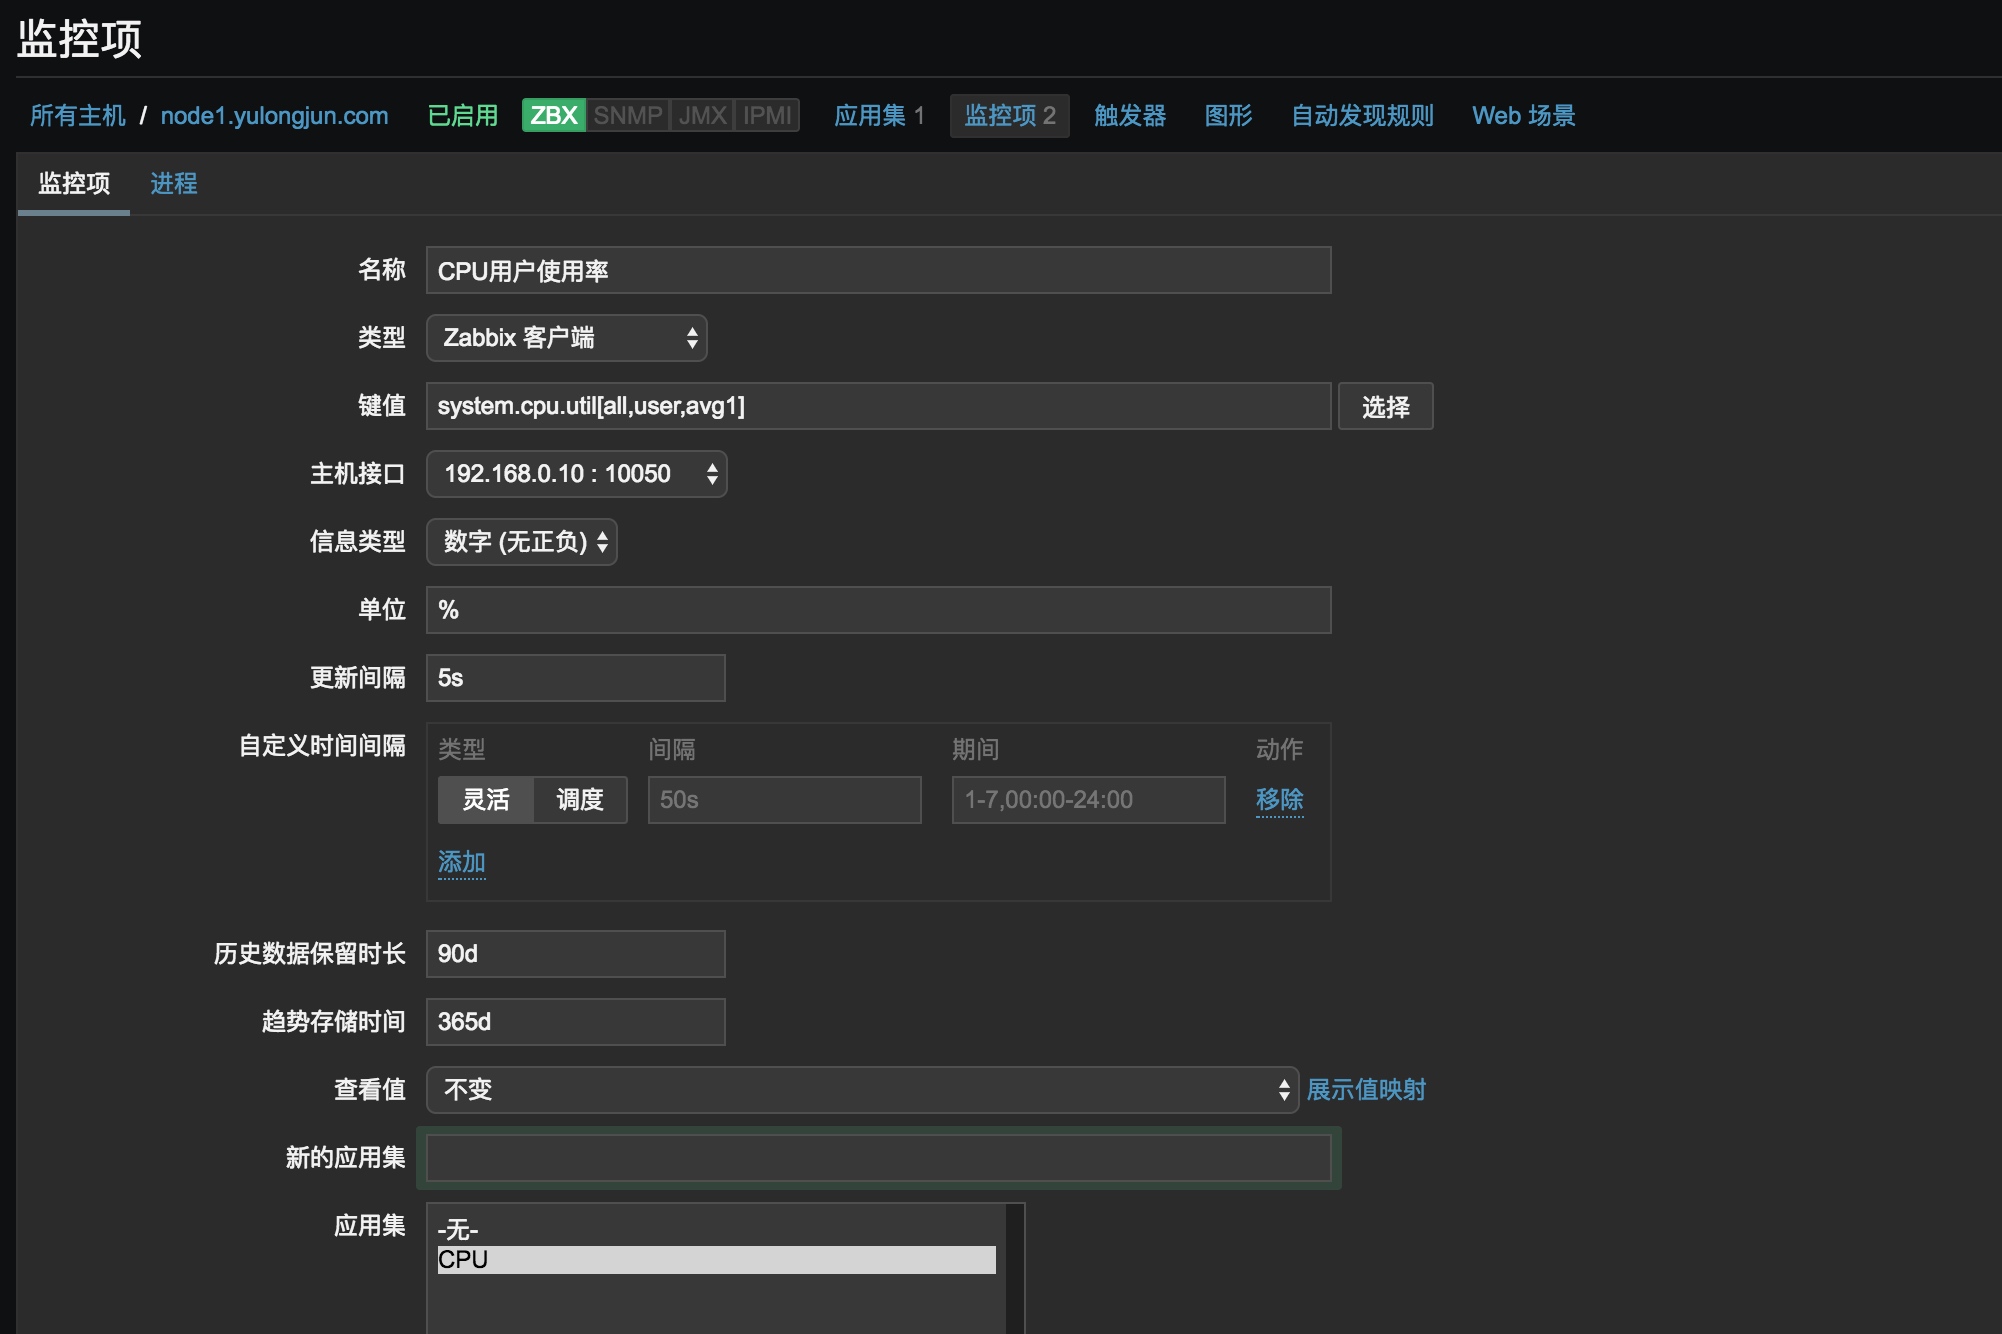 监控项
所有主机 / node1.yulongjun.com 已启用 ZBX SNMP JMX IPMI 应用集 1 监控项 2 触发器 图形 自动发现规则 Web 场景
监控项 进程
名称 CPU用户使用率
类型 Zabbix 客户端
键值 system.cpu.util[all,user,avg1] 选择
主机接口 192.168.0.10 : 10050
信息类型 数字 (无正负)
单位 %
更新间隔 5s
自定义时间间隔 类型 间隔 期间 动作
灵活 调度 50s 1-7,00:00-24:00 移除
添加
历史数据保留时长 90d
趋势存储时间 365d
查看值 不变 展示值映射
新的应用集
应用集 -无-
CPU